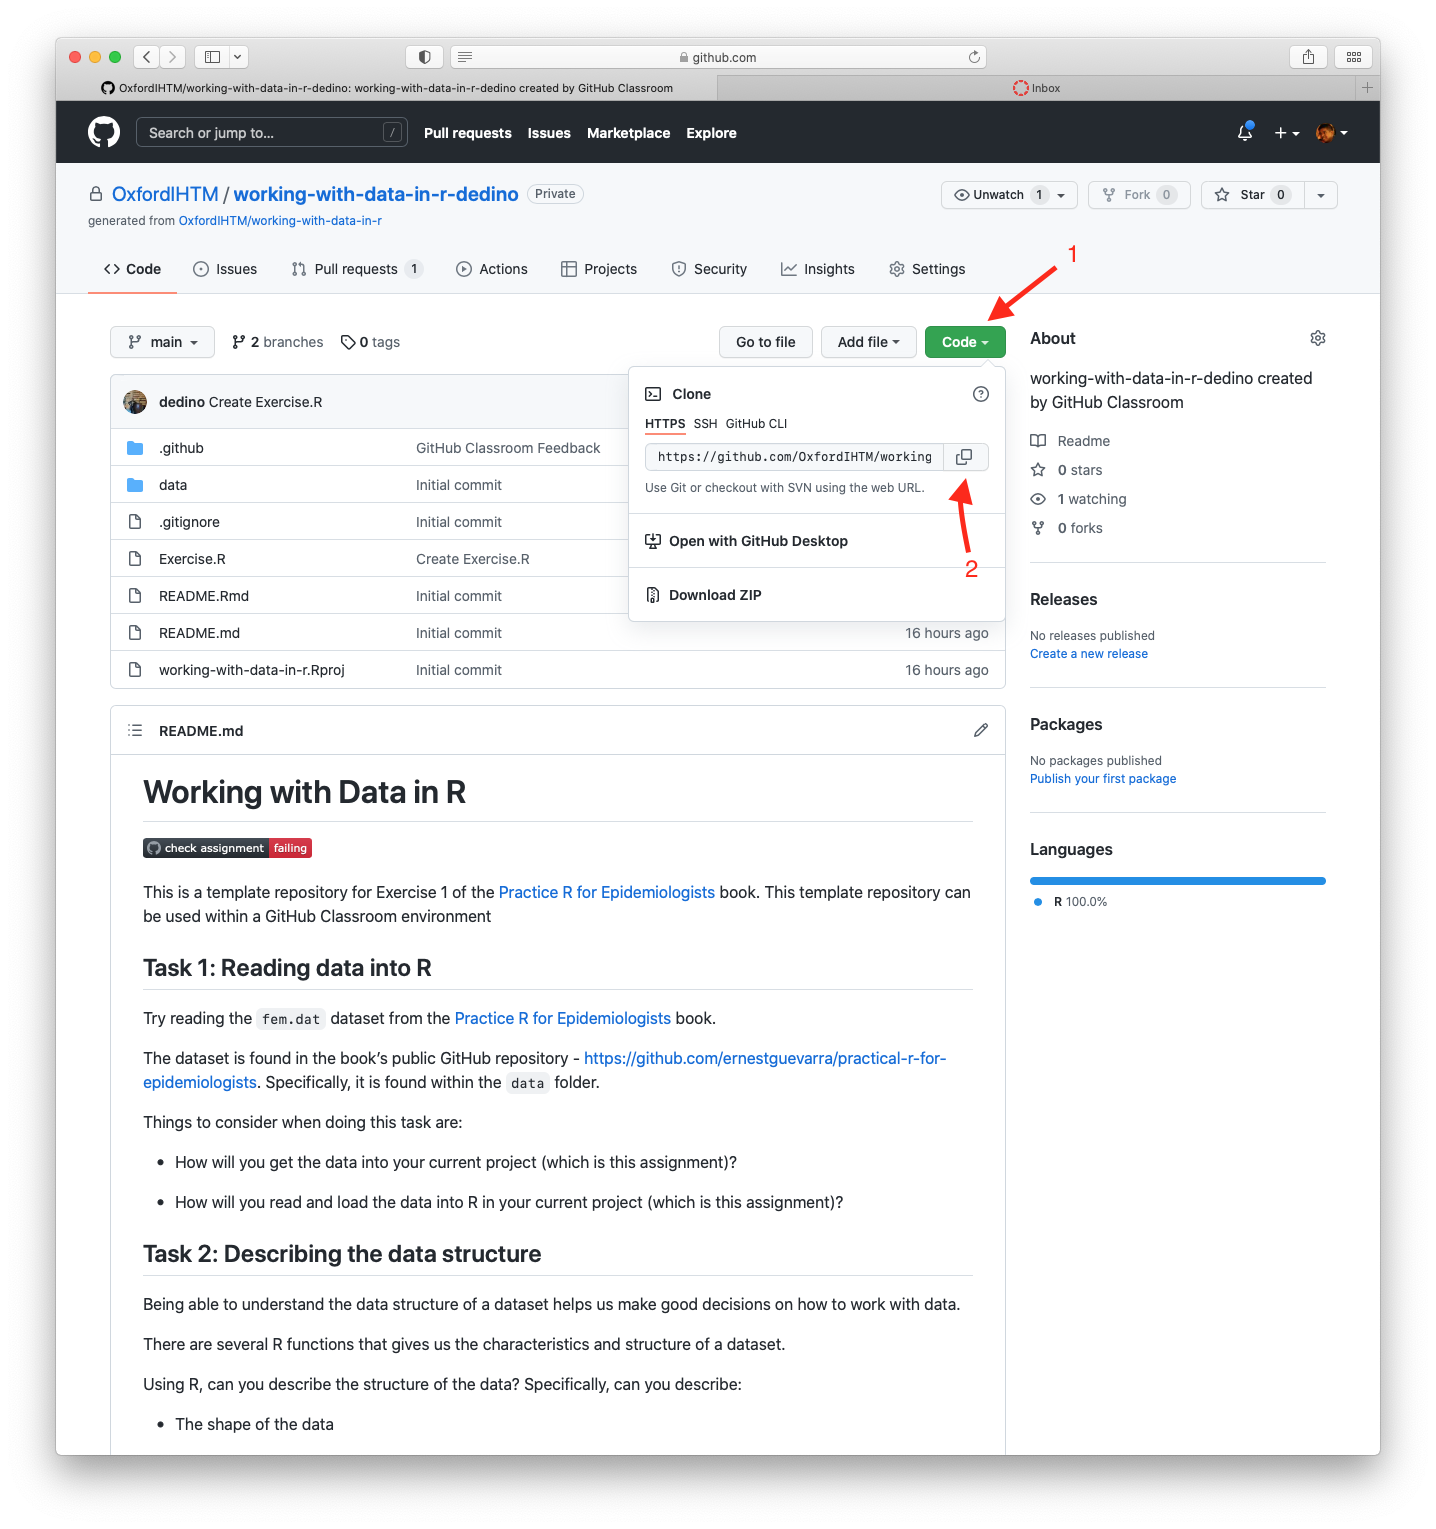 github.com
OxfordIHTM/working-with-data-in-r-dedino: working-with-data-in-r-dedino created by GitHub Classroom
Inbox
Search or jump to...
/
Pull requests
Issues
Marketplace
Explore
OxfordIHTM / working-with-data-in-r-dedino Private
Unwatch 1
Fork 0
Star 0
generated from OxfordIHTM/working-with-data-in-r
Code
Issues
Pull requests 1
Actions
Projects
Security
Insights
Settings
1
main
2 branches
0 tags
Go to file
Add file
Code
About
working-with-data-in-r-dedino created
by GitHub Classroom
Readme
0 stars
1 watching
0 forks
dedino Create Exercise.R
.github GitHub Classroom Feedback
data Initial commit
.gitignore Initial commit
Exercise.R Create Exercise.R
README.Rmd Initial commit
README.md Initial commit 16 hours ago
working-with-data-in-r.Rproj Initial commit 16 hours ago
Clone
HTTPS SSH GitHub CLI
https://github.com/OxfordIHTM/working
Use Git or checkout with SVN using the web URL.
Open with GitHub Desktop
2
Download ZIP
Releases
No releases published
Create a new release
Packages
No packages published
Publish your first package
Languages
R 100.0%
README.md
Working with Data in R
check assignment failing
This is a template repository for Exercise 1 of the Practice R for Epidemiologists book. This template repository can
be used within a GitHub Classroom environment
Task 1: Reading data into R
Try reading the fem.dat dataset from the Practice R for Epidemiologists book.
The dataset is found in the book’s public GitHub repository - https://github.com/ernestguevarra/practical-r-for-
epidemiologists. Specifically, it is found within the data folder.
Things to consider when doing this task are:
• How will you get the data into your current project (which is this assignment)?
• How will you read and load the data into R in your current project (which is this assignment)?
Task 2: Describing the data structure
Being able to understand the data structure of a dataset helps us make good decisions on how to work with data.
There are several R functions that gives us the characteristics and structure of a dataset.
Using R, can you describe the structure of the data? Specifically, can you describe:
• The shape of the data